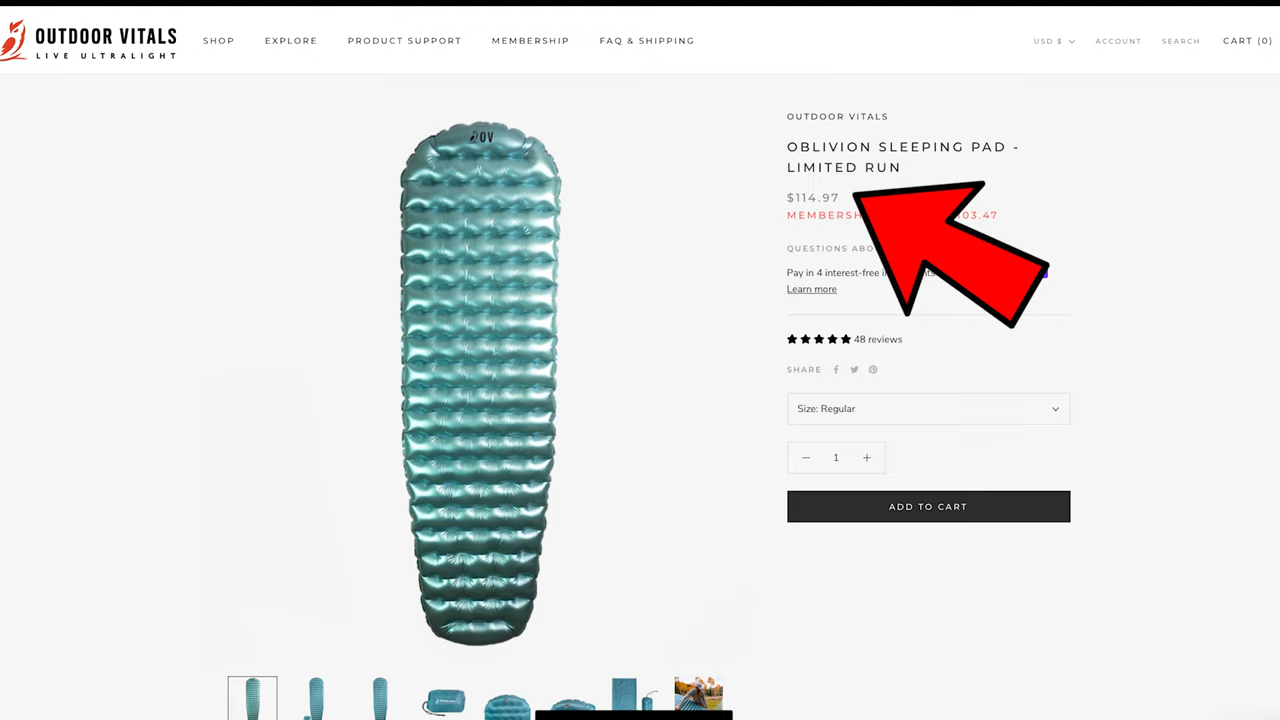 OUTDOOR VITALS
LIVE ULTRALIGHT
SHOP
EXPLORE
PRODUCT SUPPORT
MEMBERSHIP
FAQ & SHIPPING
USD $
ACCOUNT
SEARCH
CART (0)
OV
OUTDOOR VITALS
OBLIVION SLEEPING PAD -
LIMITED RUN
$114.97
03.47
QUESTIONS
Pay in 4 interest-free
Learn more
48 reviews
SHARE
Size: Regular
1
ADD TO CART